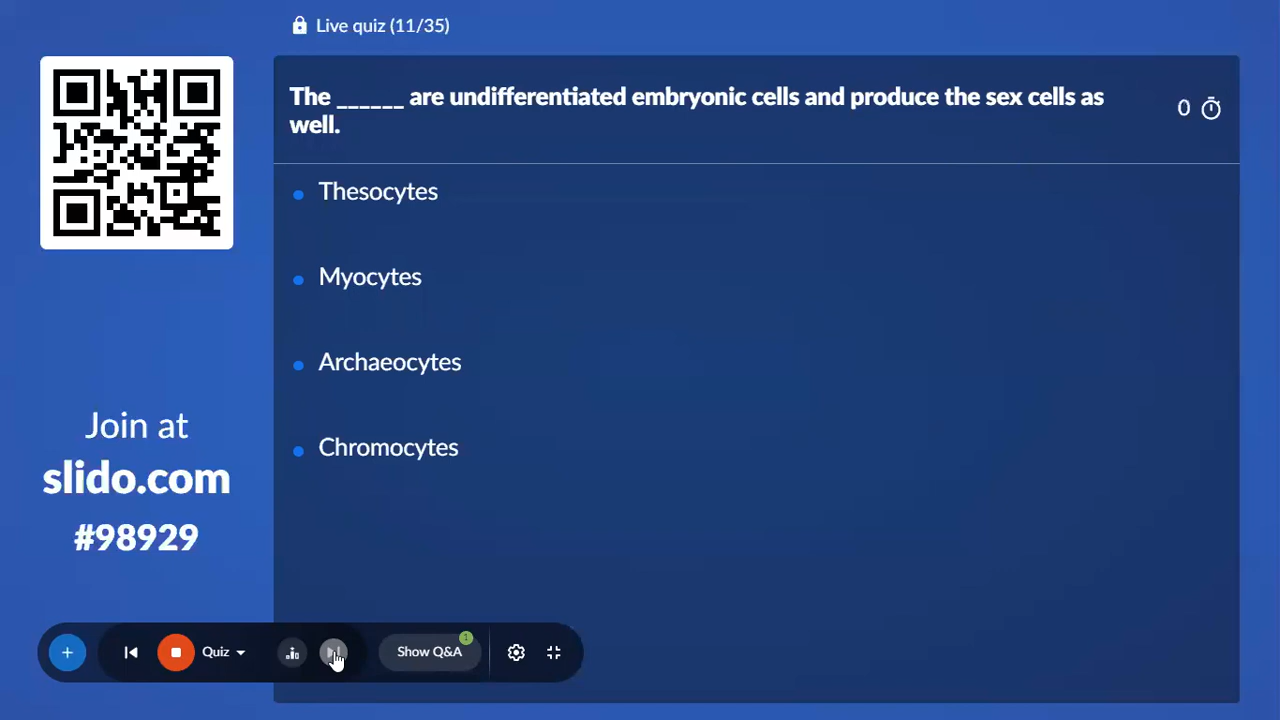 Live quiz (11/35)
The ______ are undifferentiated embryonic cells and produce the sex cells as
well.
0
Thesocytes
Myocytes
Archaeocytes
Chromocytes
Join at
slido.com
#98929
Quiz
Show Q&A
1